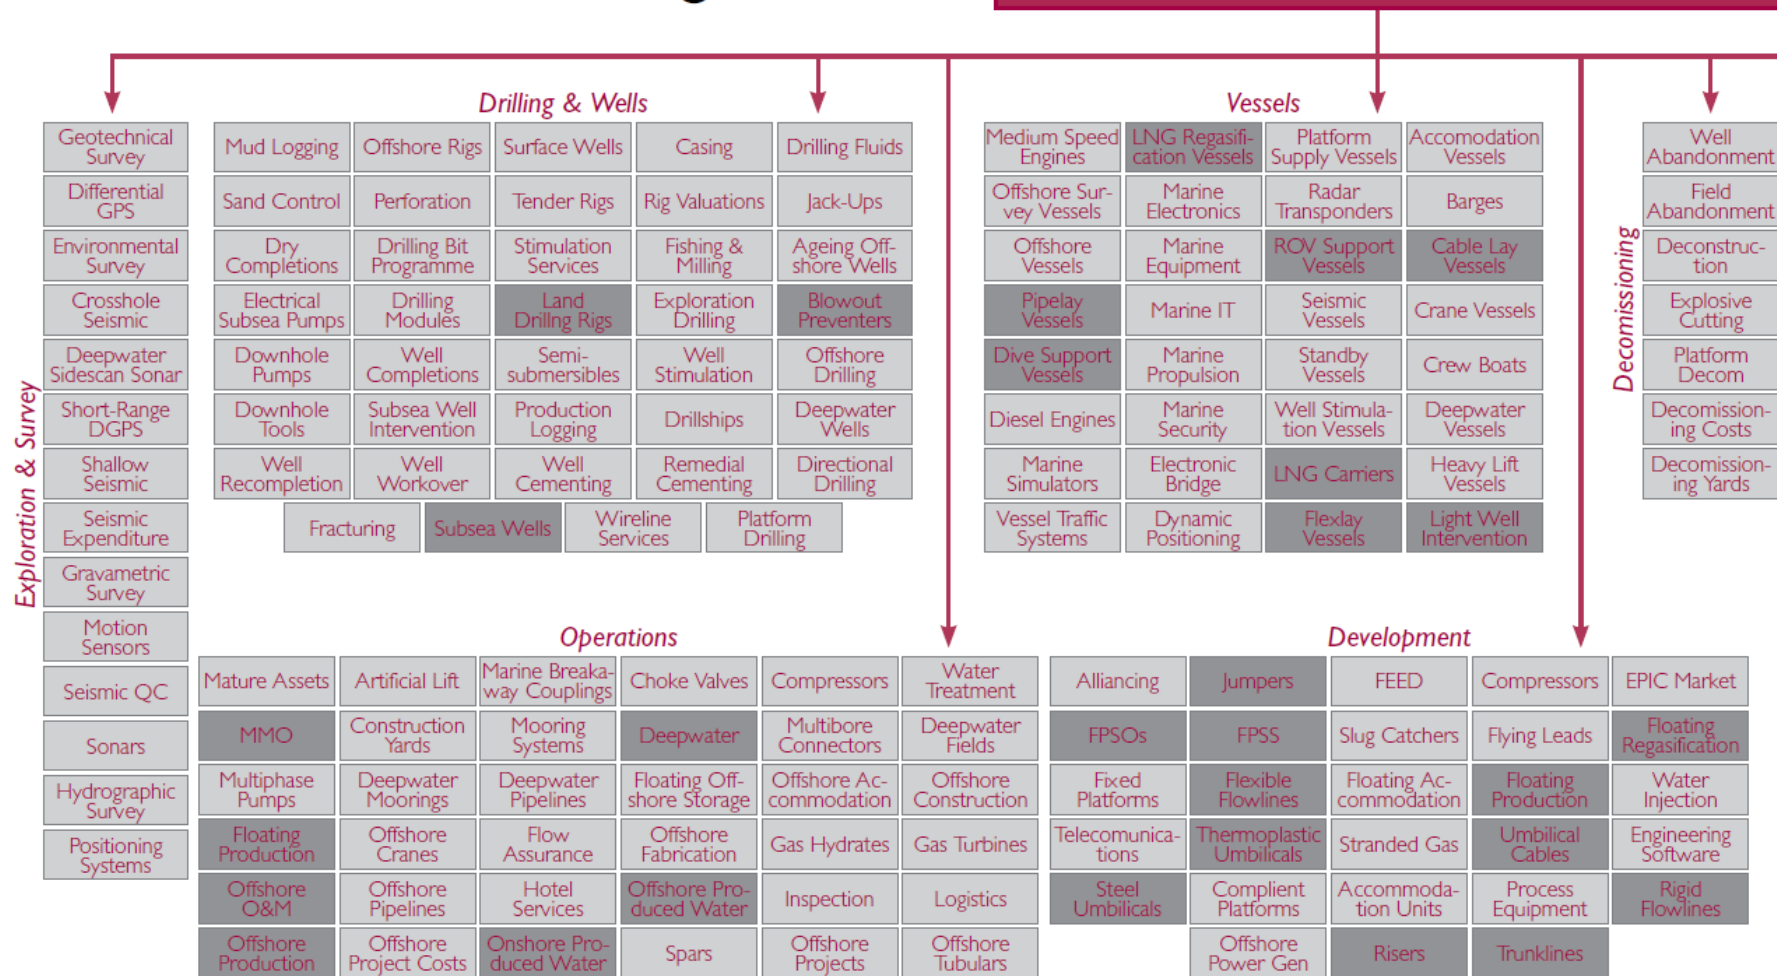 Drilling & Wells
Vessels
Exploration & Survey
Geotechnical
Survey
Differential
GPS
Environmental
Survey
Crosshole
Seismic
Deepwater
Sidescan Sonar
Short-Range
DGPS
Shallow
Seismic
Seismic
Expenditure
Gravametric
Survey
Motion
Sensors
Seismic QC
Sonars
Hydrographic
Survey
Positioning
Systems
Mud Logging
Offshore Rigs
Surface Wells
Casing
Drilling Fluids
Sand Control
Perforation
Tender Rigs
Rig Valuations
Jack-Ups
Dry
Completions
Drilling Bit
Programme
Stimulation
Services
Fishing &
Milling
Ageing Off-
shore Wells
Electrical
Subsea Pumps
Drilling
Modules
Land
Drillng Rigs
Exploration
Drilling
Blowout
Preventers
Downhole
Pumps
Well
Completions
Semi-
submersibles
Well
Stimulation
Offshore
Drilling
Downhole
Tools
Subsea Well
Intervention
Production
Logging
Drillships
Deepwater
Wells
Well
Recompletion
Well
Workover
Well
Cementing
Remedial
Cementing
Directional
Drilling
Fracturing
Subsea Wells
Wireline
Services
Platform
Drilling
Medium Speed
Engines
LNG Regasifi-
cation Vessels
Platform
Supply Vessels
Accomodation
Vessels
Offshore Sur-
vey Vessels
Marine
Electronics
Radar
Transponders
Barges
Offshore
Vessels
Marine
Equipment
ROV Support
Vessels
Cable Lay
Vessels
Pipelay
Vessels
Marine IT
Seismic
Vessels
Crane Vessels
Dive Support
Vessels
Marine
Propulsion
Standby
Vessels
Crew Boats
Diesel Engines
Marine
Security
Well Stimula-
tion Vessels
Deepwater
Vessels
Marine
Simulators
Electronic
Bridge
LNG Carriers
Heavy Lift
Vessels
Vessel Traffic
Systems
Dynamic
Positioning
Flexlay
Vessels
Light Well
Intervention
Decomissioning
Well
Abandonment
Field
Abandonment
Deconstruc-
tion
Explosive
Cutting
Platform
Decom
Decomission-
ing Costs
Decomission-
ing Yards
Operations
Mature Assets
Artificial Lift
Marine Breaka-
way Couplings
Choke Valves
Compressors
Water
Treatment
MMO
Construction
Yards
Mooring
Systems
Deepwater
Multibore
Connectors
Deepwater
Fields
Multiphase
Pumps
Deepwater
Moorings
Deepwater
Pipelines
Floating Off-
shore Storage
Offshore Ac-
commodation
Offshore
Construction
Floating
Production
Offshore
Cranes
Flow
Assurance
Offshore
Fabrication
Gas Hydrates
Gas Turbines
Offshore
O&M
Offshore
Pipelines
Hotel
Services
Offshore Pro-
duced Water
Inspection
Logistics
Offshore
Production
Offshore
Project Costs
Onshore Pro-
duced Water
Spars
Offshore
Projects
Offshore
Tubulars
Development
Alliancing
Jumpers
FEED
Compressors
EPIC Market
FPSOs
FPSS
Slug Catchers
Flying Leads
Floating
Regasification
Fixed
Platforms
Flexible
Flowlines
Floating Ac-
commodation
Floating
Production
Water
Injection
Telecomunica-
tions
Thermoplastic
Umbilicals
Stranded Gas
Umbilical
Cables
Engineering
Software
Steel
Umbilicals
Complient
Platforms
Accommoda-
tion Units
Process
Equipment
Rigid
Flowlines
Offshore
Power Gen
Risers
Trunklines